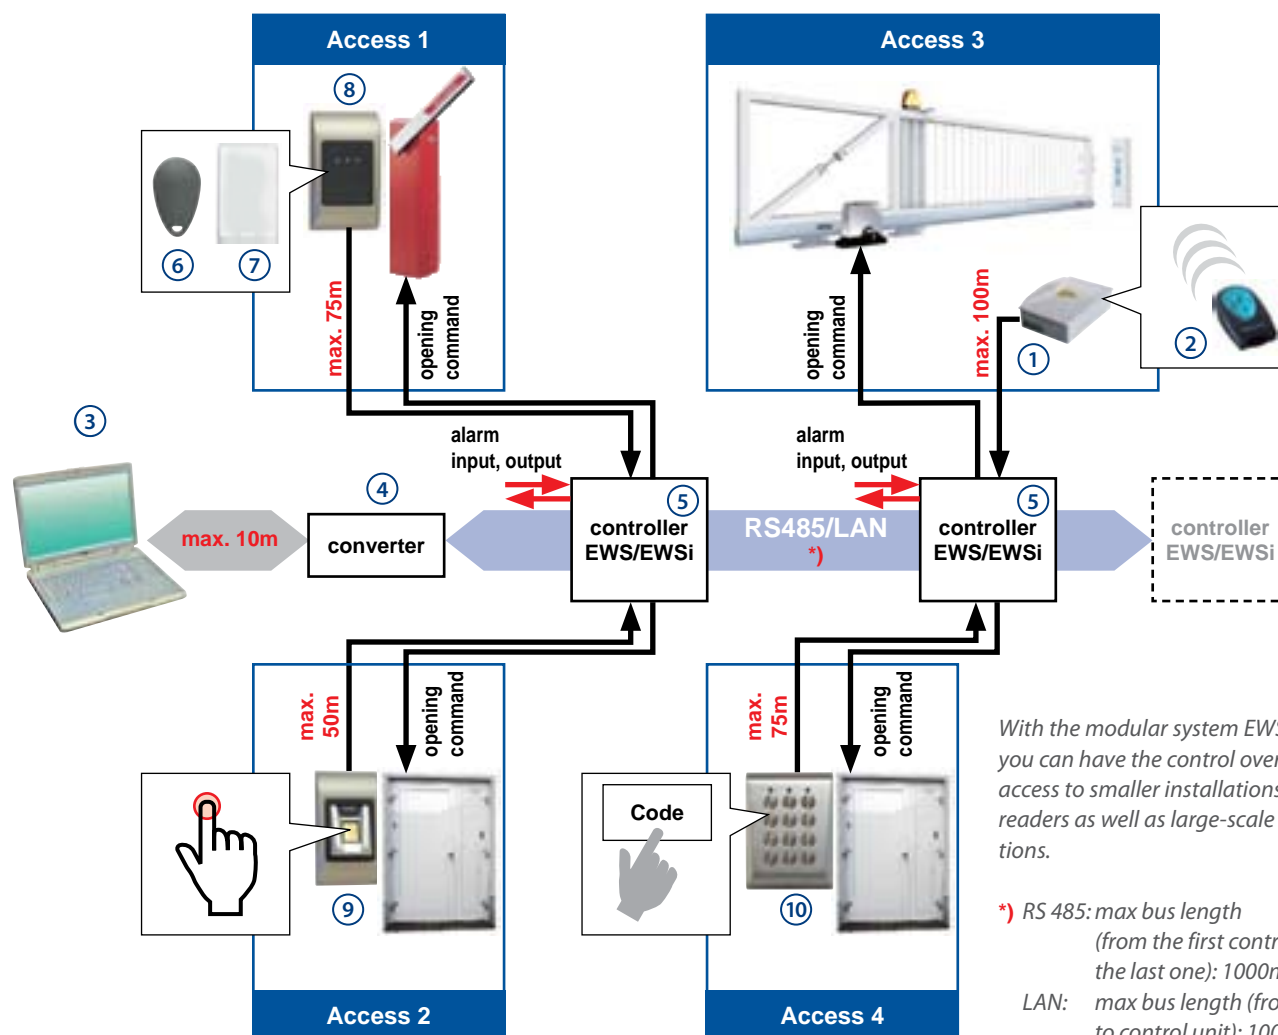 Access 1
Access 3
8
6
7
max. 75m
opening
command
opening
command
max. 100m
1
2
3
alarm
input, output
alarm
input, output
4
5
5
max. 10m
converter
controller
EWS/EWSi
RS485/LAN
*)
controller
EWS/EWSi
controller
EWS/EWSi
max.
50m
opening
command
max.
75m
opening
command
Code
9
10
With the modular system EWS
you can have the control over
access to smaller installations
readers as well as large-scale
tions.
*) RS 485: max bus length
(from the first contr
the last one): 1000m
LAN: max bus length (fro
to control unit): 100
Access 2
Access 4